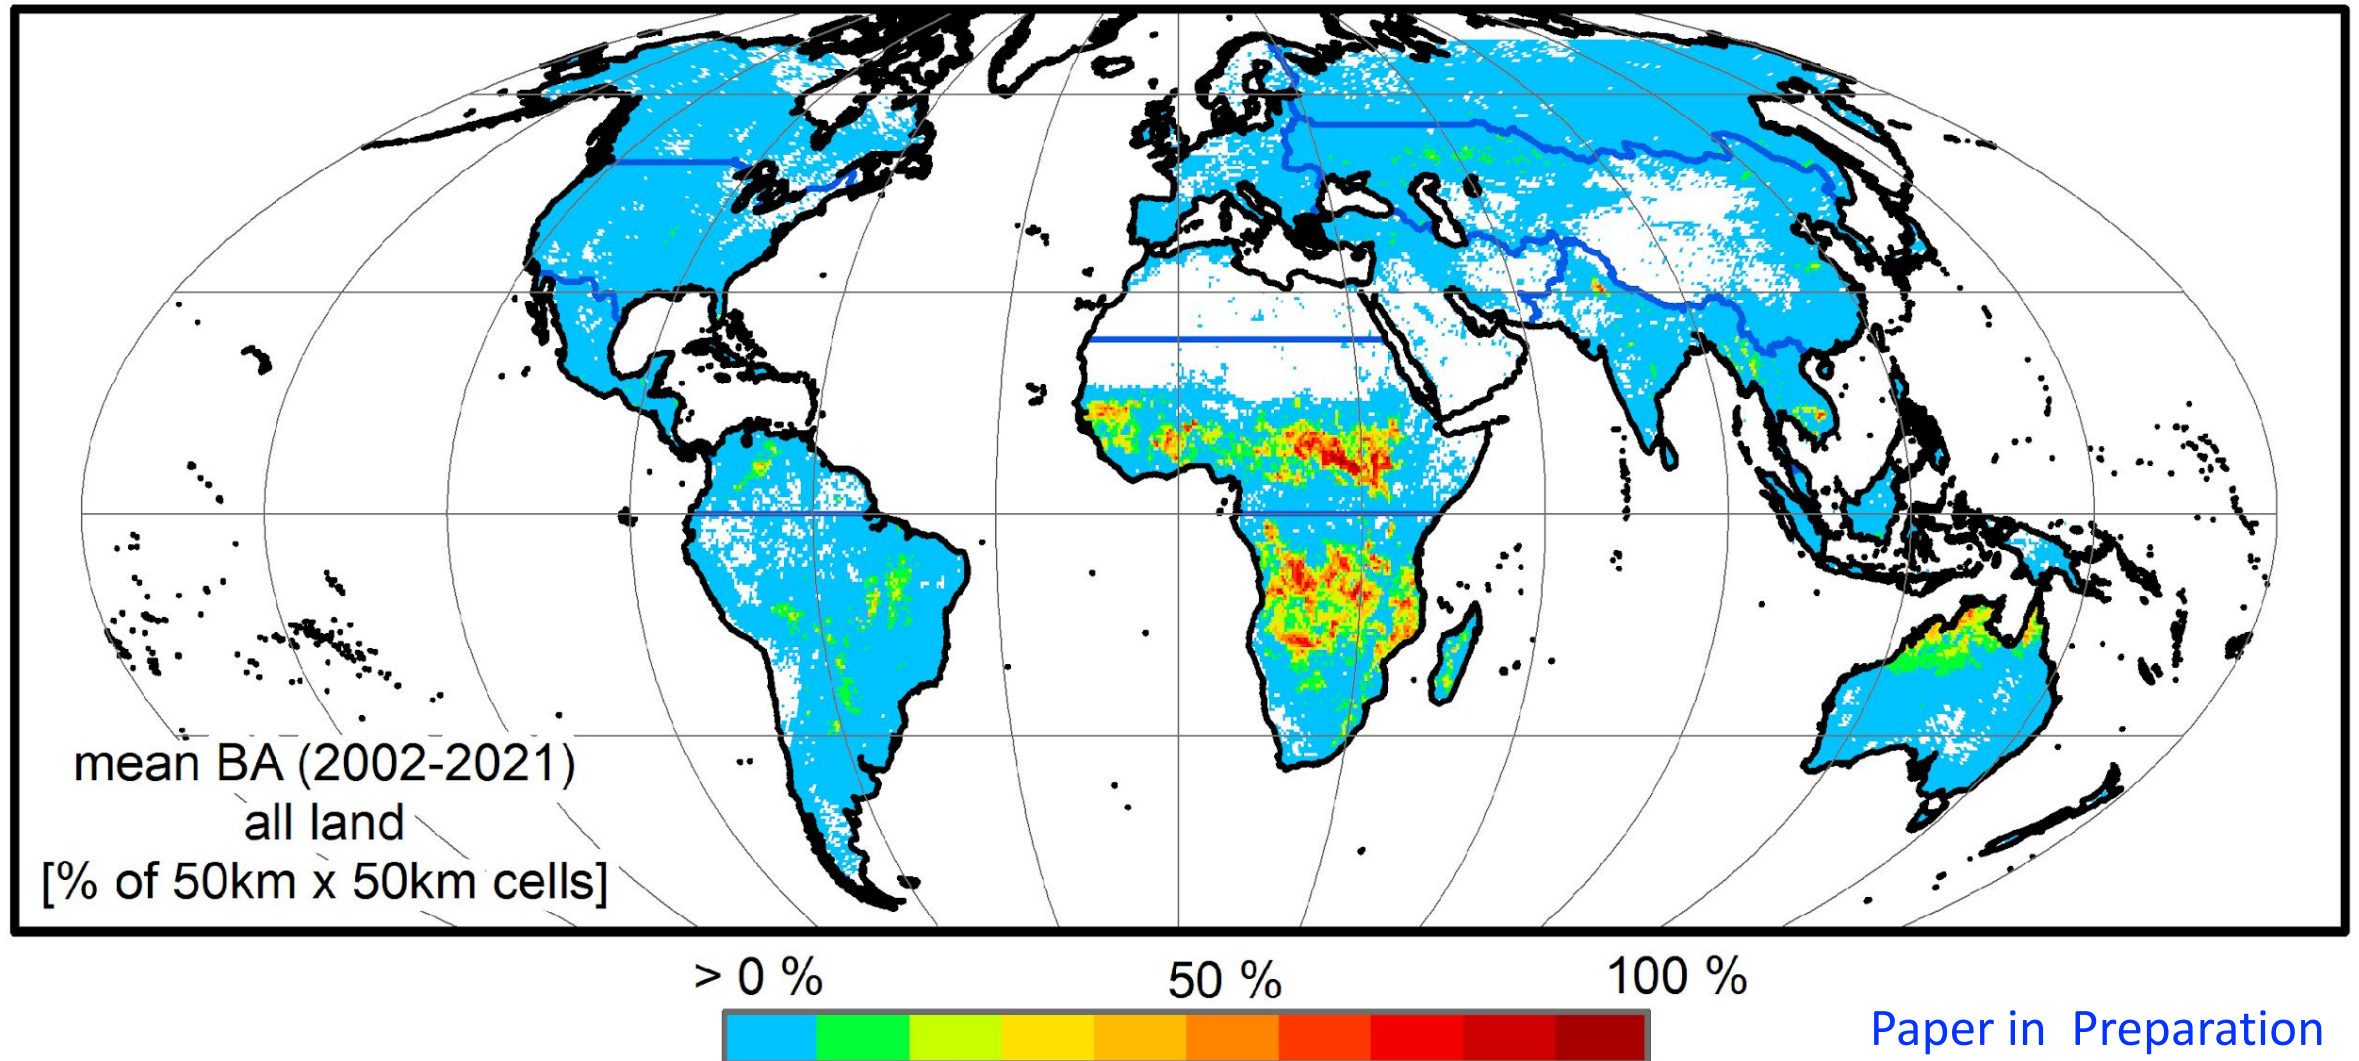 mean BA (2002-2021)
all land
[% of 50km x 50km cells]
> 0 %
50 %
100 %
Paper in Preparation